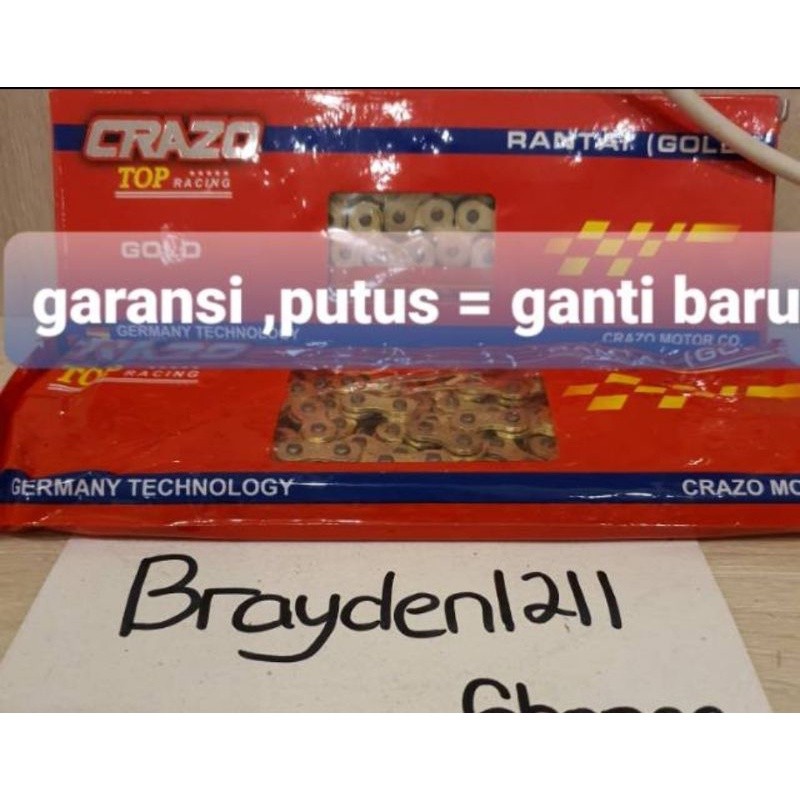 CRAZO
TOP RACING
RANTAI (GOLD
GOLD
garansi ,putus = ganti baru
GERMANY TECHNOLOGY
CRAZO MOTOR CO.
TOP RACING
GERMANY TECHNOLOGY
CRAZO MO
Brayden1211